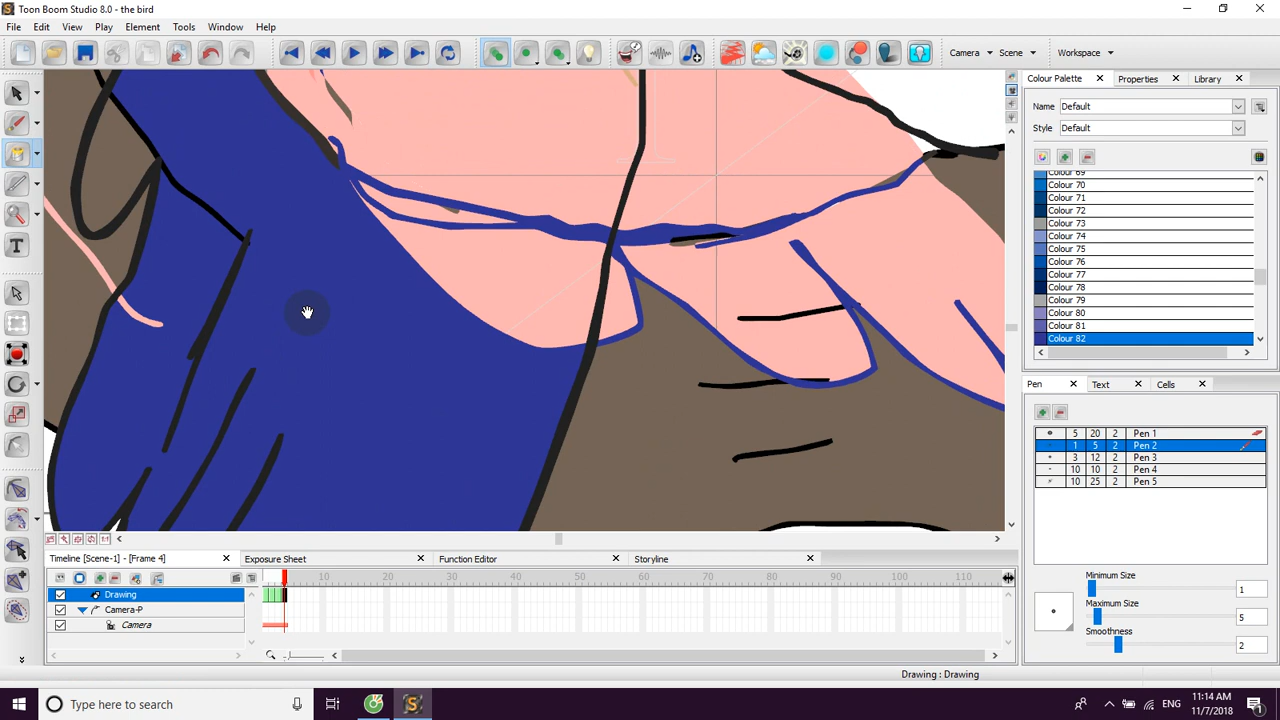 Toon Boom Studio 8.0 - the bird
File Edit View Play Element Tools Window Help
Camera Scene Workspace
Colour Palette Properties Library
Name Default
Style Default
Colour 69
Colour 70
Colour 71
Colour 72
Colour 73
Colour 74
Colour 75
Colour 76
Colour 77
Colour 78
Colour 79
Colour 80
Colour 81
Colour 82
Pen Text Cells
5 20 2 Pen 1
1 5 2 Pen 2
3 12 2 Pen 3
10 10 2 Pen 4
10 25 2 Pen 5
Minimum Size
1
Maximum Size
5
Smoothness
2
Timeline [Scene-1] - [Frame 4] Exposure Sheet Function Editor Storyline
10 20 30 40 50 60 70 80 90 100 110
Drawing
Camera-P
Camera
Drawing : Drawing
Type here to search
ENG
11:14 AM
11/7/2018
1